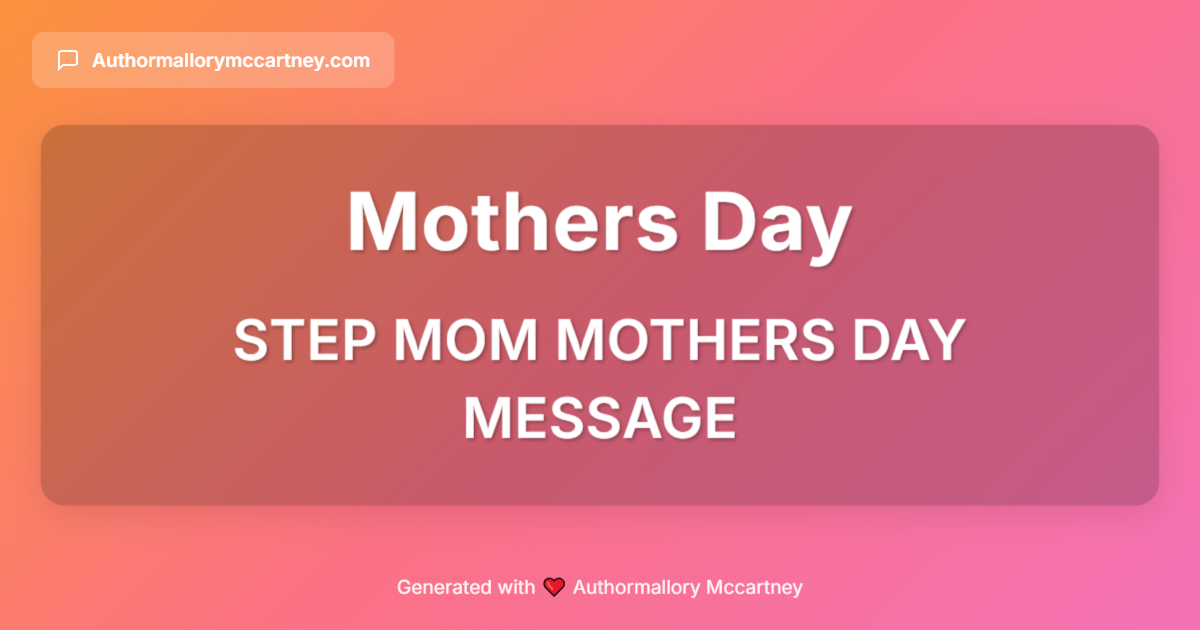 Authormallorymccartney.com
Mothers Day
STEP MOM MOTHERS DAY
MESSAGE
Generated with ❤️ Authormallory Mccartney